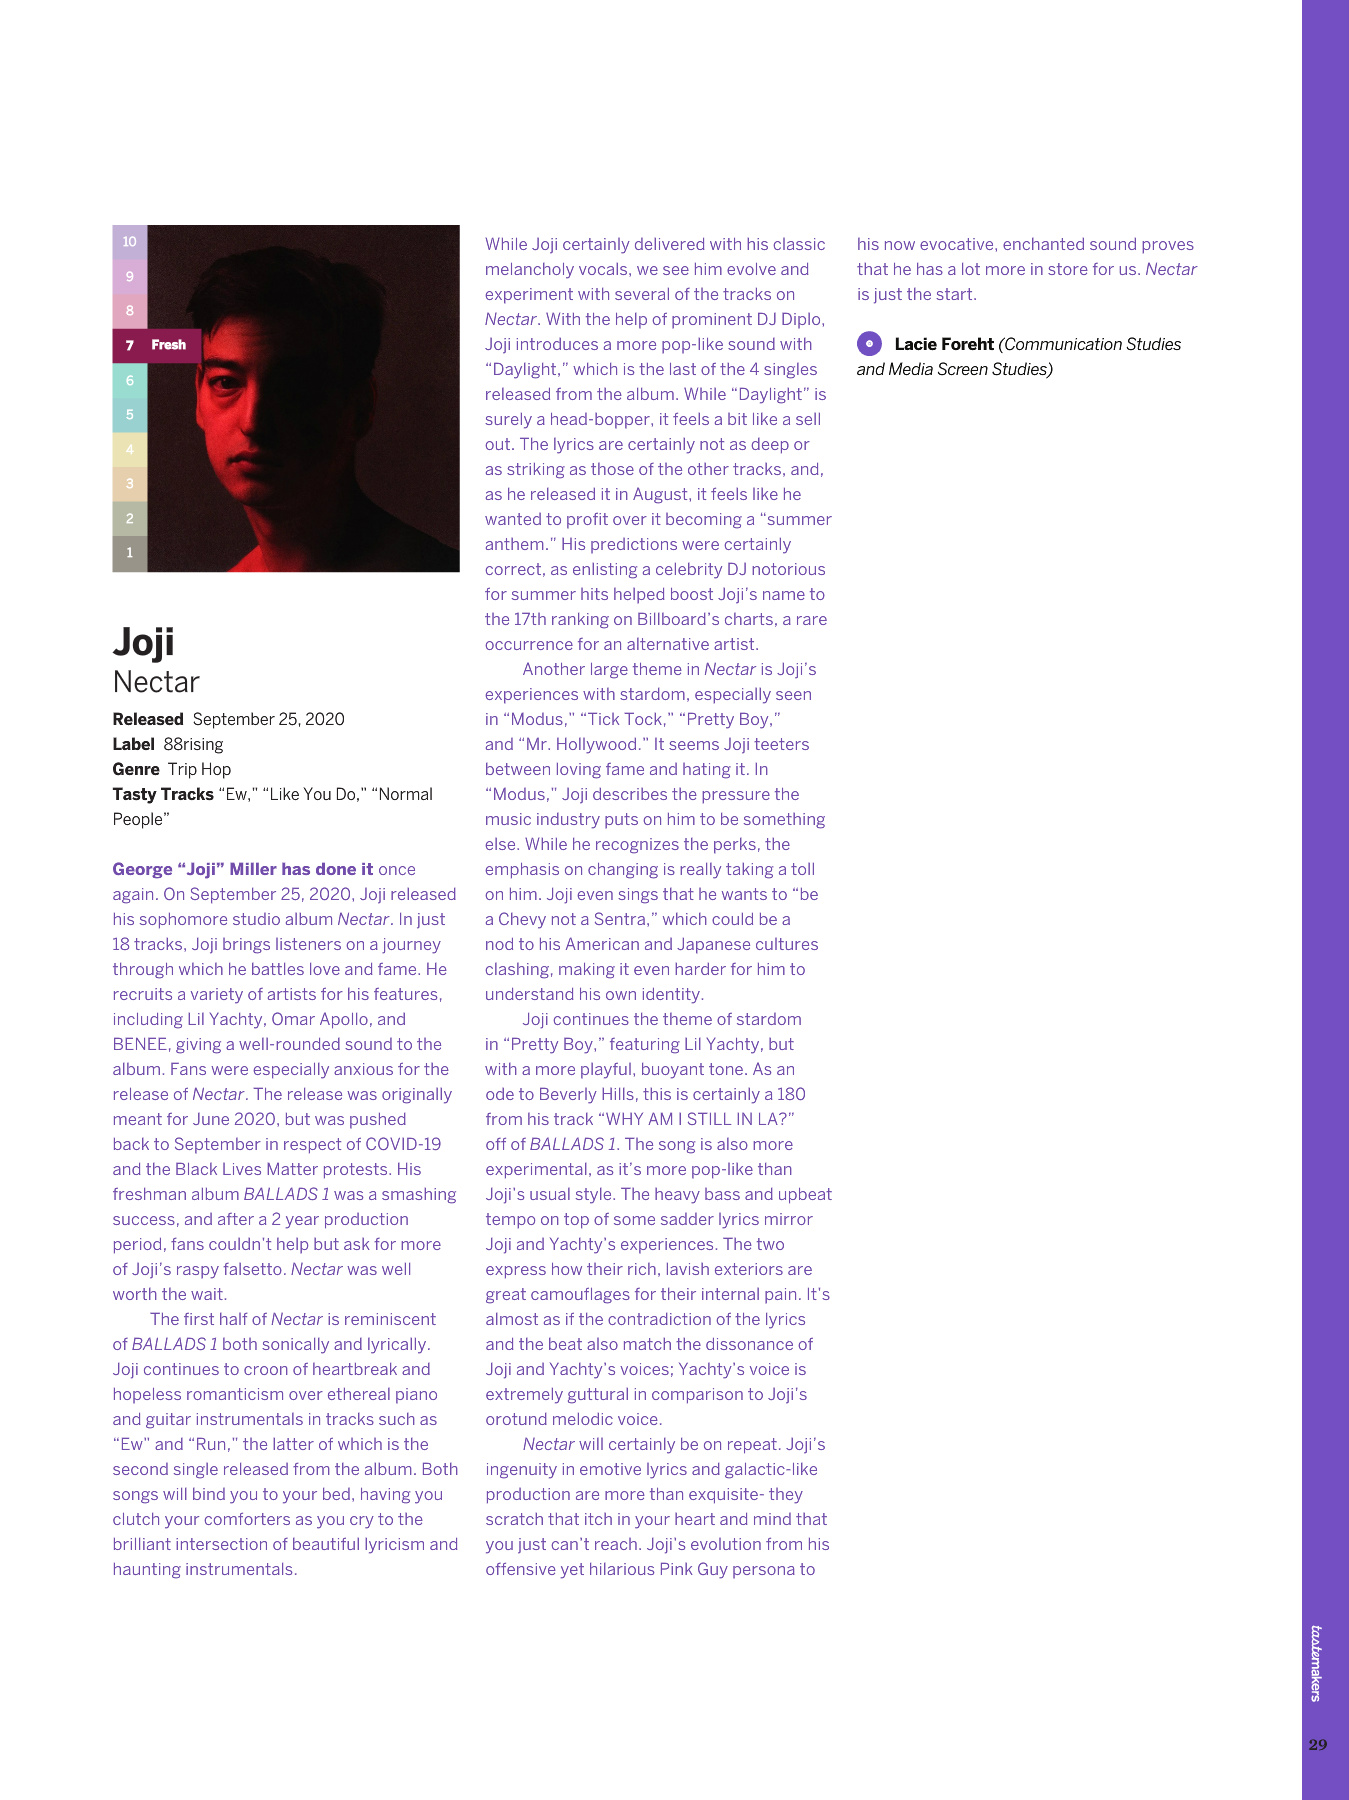 10
9
8
7 Fresh
6
5
4
3
2
1
Joji
Nectar
Released September 25, 2020
Label 88rising
Genre Trip Hop
Tasty Tracks “Ew,” “Like You Do,” “Normal
People”
George “Joji” Miller has done it once
again. On September 25, 2020, Joji released
his sophomore studio album Nectar. In just
18 tracks, Joji brings listeners on a journey
through which he battles love and fame. He
recruits a variety of artists for his features,
including Lil Yachty, Omar Apollo, and
BENEE, giving a well-rounded sound to the
album. Fans were especially anxious for the
release of Nectar. The release was originally
meant for June 2020, but was pushed
back to September in respect of COVID-19
and the Black Lives Matter protests. His
freshman album BALLADS 1 was a smashing
success, and after a 2 year production
period, fans couldn't help but ask for more
of Joji’s raspy falsetto. Nectar was well
worth the wait.
The first half of Nectar is reminiscent
of BALLADS 1 both sonically and lyrically.
Joji continues to croon of heartbreak and
hopeless romanticism over ethereal piano
and guitar instrumentals in tracks such as
“Ew” and “Run,” the latter of which is the
second single released from the album. Both
songs will bind you to your bed, having you
clutch your comforters as you cry to the
brilliant intersection of beautiful lyricism and
haunting instrumentals.
While Joji certainly delivered with his classic
melancholy vocals, we see him evolve and
experiment with several of the tracks on
Nectar. With the help of prominent DJ Diplo,
Joji introduces a more pop-like sound with
“Daylight,” which is the last of the 4 singles
released from the album. While “Daylight” is
surely a head-bopper, it feels a bit like a sell
out. The lyrics are certainly not as deep or
as striking as those of the other tracks, and,
as he released it in August, it feels like he
wanted to profit over it becoming a “summer
anthem.” His predictions were certainly
correct, as enlisting a celebrity DJ notorious
for summer hits helped boost Joji’s name to
the 17th ranking on Billboard’s charts, a rare
occurrence for an alternative artist.
Another large theme in Nectar is Joji’s
experiences with stardom, especially seen
in “Modus,” “Tick Tock,” “Pretty Boy,”
and “Mr. Hollywood.” It seems Joji teeters
between loving fame and hating it. In
“Modus,” Joji describes the pressure the
music industry puts on him to be something
else. While he recognizes the perks, the
emphasis on changing is really taking a toll
on him. Joji even sings that he wants to “be
a Chevy not a Sentra,” which could be a
nod to his American and Japanese cultures
clashing, making it even harder for him to
understand his own identity.
Joji continues the theme of stardom
in “Pretty Boy,” featuring Lil Yachty, but
with a more playful, buoyant tone. As an
ode to Beverly Hills, this is certainly a 180
from his track “WHY AM I STILL IN LA?”
off of BALLADS 1. The song is also more
experimental, as it’s more pop-like than
Joji's usual style. The heavy bass and upbeat
tempo on top of some sadder lyrics mirror
Joji and Yachty’s experiences. The two
express how their rich, lavish exteriors are
great camouflages for their internal pain. It's
almost as if the contradiction of the lyrics
and the beat also match the dissonance of
Joji and Yachty’s voices; Yachty's voice is
extremely guttural in comparison to Joji's
orotund melodic voice.
Nectar will certainly be on repeat. Joji’s
ingenuity in emotive lyrics and galactic-like
production are more than exquisite- they
scratch that itch in your heart and mind that
you just can't reach. Joji's evolution from his
offensive yet hilarious Pink Guy persona to
his now evocative, enchanted sound proves
that he has a lot more in store for us. Nectar
is just the start.
Lacie Foreht (Communication Studies
and Media Screen Studies)
tastemakers
29